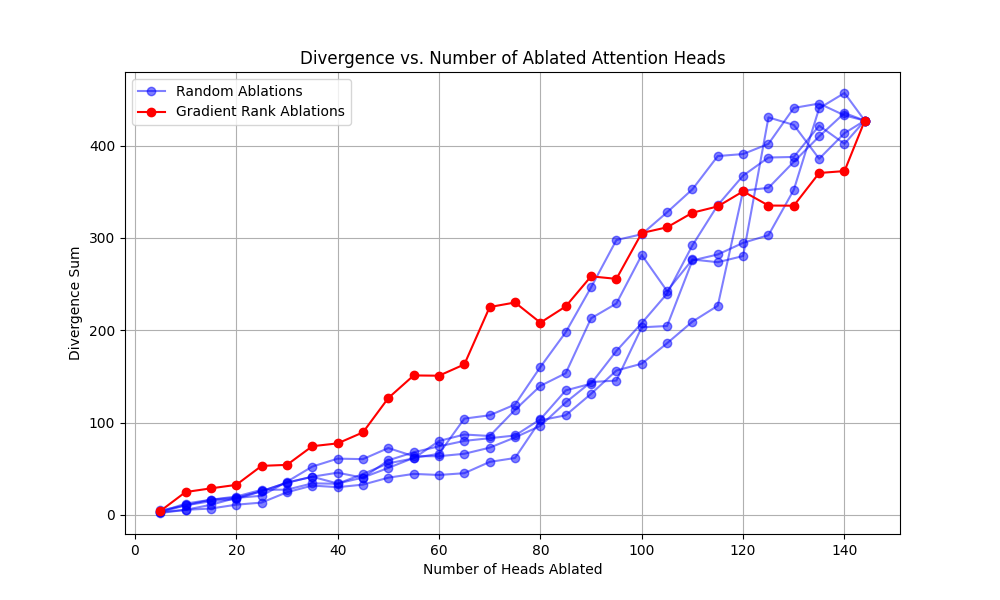 Divergence vs. Number of Ablated Attention Heads
Random Ablations
Gradient Rank Ablations
400
300
200
100
0
Divergence Sum
0 20 40 60 80 100 120 140
Number of Heads Ablated